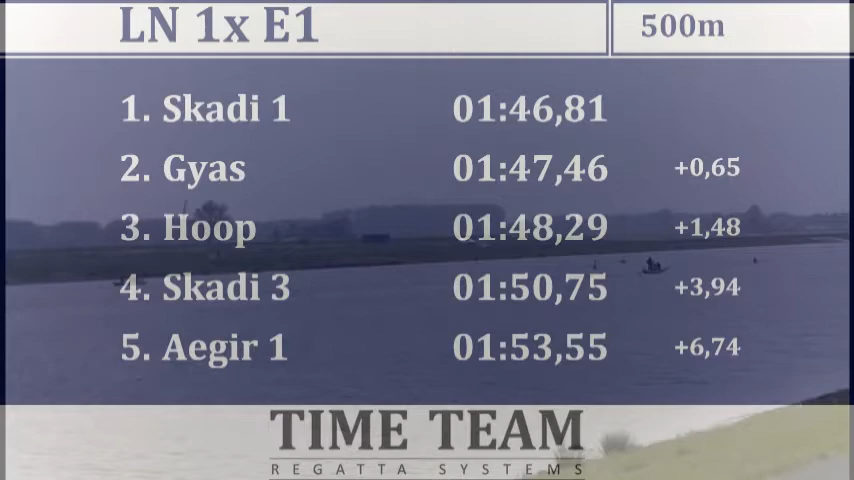 LN 1x E1 500m
1. Skadi 1 01:46,81
2. Gyas 01:47,46 +0,65
3. Hoop 01:48,29 +1,48
4. Skadi 3 01:50,75 +3,94
5. Aegir 1 01:53,55 +6,74
TIME TEAM
REGATTA SYSTEMS